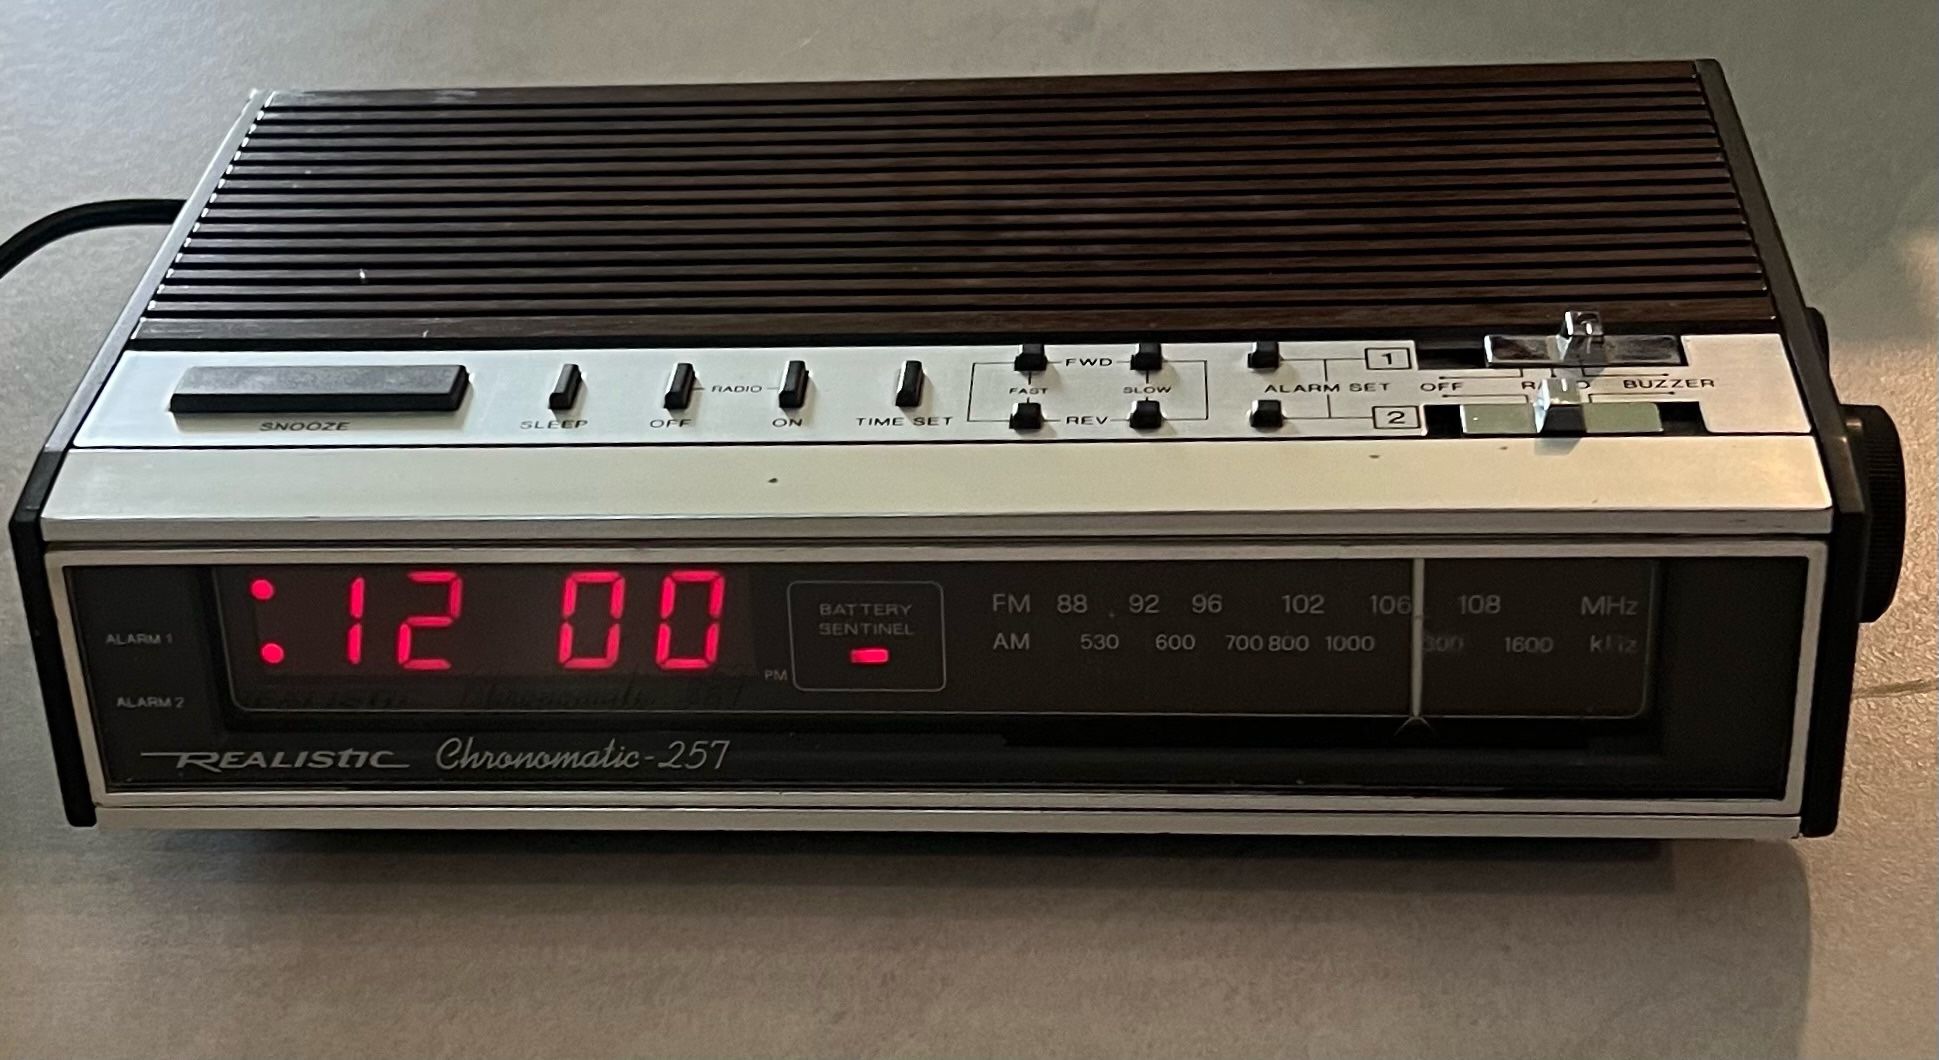 FWD
1
RADIO
FAST
SLOW
ALARM SET
OFF
BUZZER
SNOOZE
SLEEP
OFF
ON
TIME SET
REV
2
12 00
BATTERY
SENTINEL
PM
ALARM 1
ALARM 2
FM 88 92 96 102 106 108 MHz
AM 530 600 700 800 1000 1600 kHz
REALISTIC Chronomatic-257